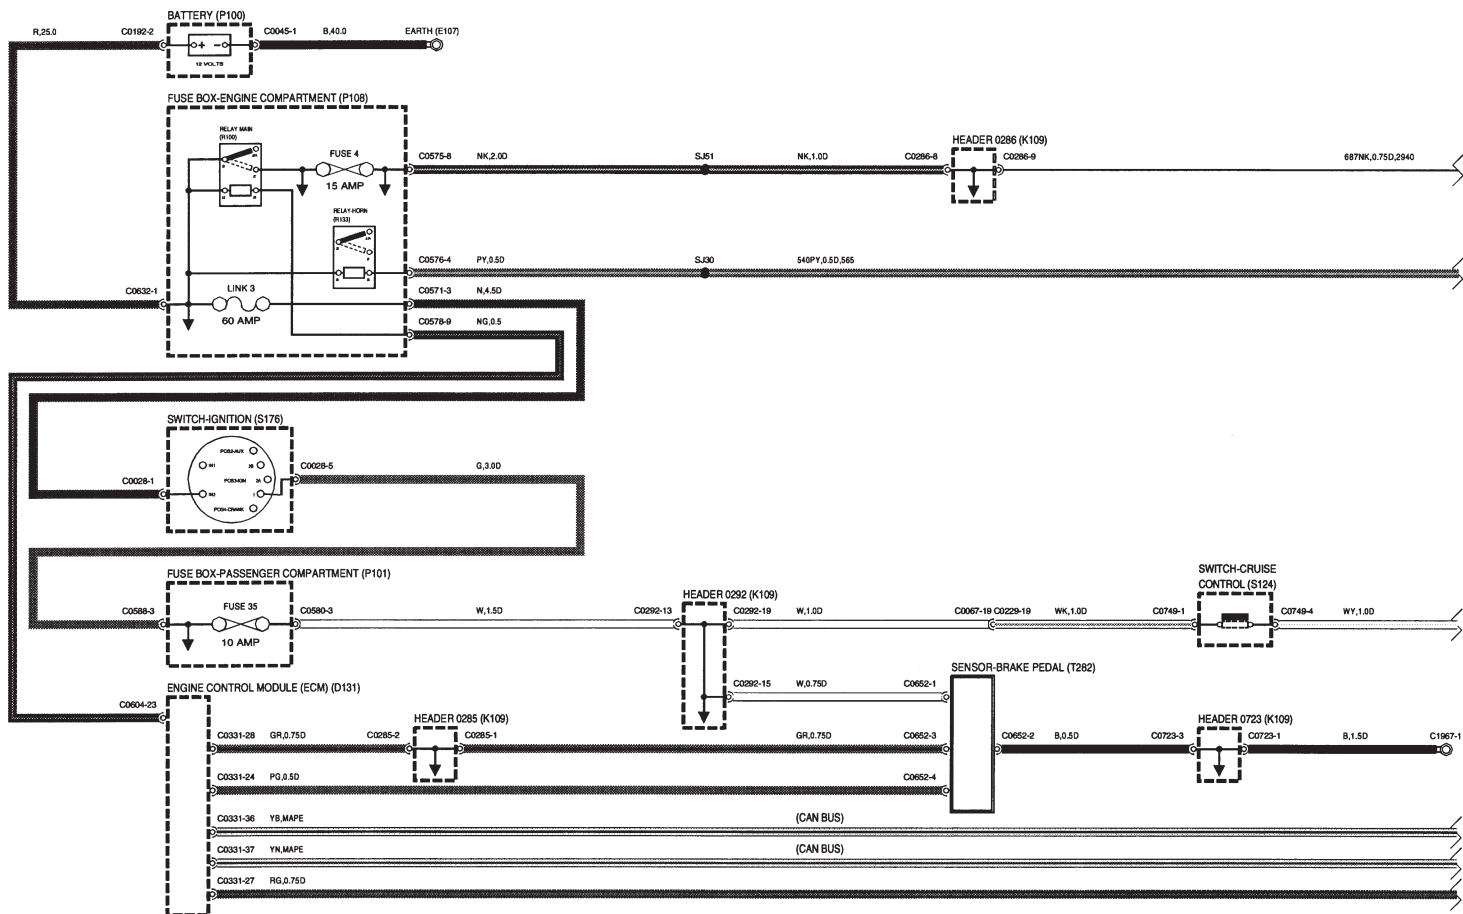 BATTERY (P100)
R,25.0 C0192-2 C0045-1 B,40.0 EARTH (E107)
12 VOLTS
FUSE BOX-ENGINE COMPARTMENT (P108)
RELAY MAIN
(R100)
FUSE 4
15 AMP
C0575-8 NK,2.0D SJ51 NK,1.0D C0286-8
HEADER 0286 (K109)
C0286-9 687NK,0.75D,2940
RELAY-HORN
(R133)
C0576-4 PY,0.5D SJ30 540PY,0.5D,565
C0632-1 LINK 3 C0571-3 N,4.5D
60 AMP
C0578-9 NG,0.5
SWITCH-IGNITION (S176)
POS2-AUX
IN1
POS3-IGN 2A
IN2 1
POS4-CRANK
C0028-1 C0028-5 G,3.0D
FUSE BOX-PASSENGER COMPARTMENT (P101)
C0588-3 FUSE 35 C0580-3 W,1.5D C0292-13
10 AMP
HEADER 0292 (K109)
C0292-19 W,1.0D C0067-19 C0229-19 WK,1.0D C0749-1
SWITCH-CRUISE
CONTROL (S124)
C0749-4 WY,1.0D
C0292-15 W,0.75D C0652-1
SENSOR-BRAKE PEDAL (T282)
ENGINE CONTROL MODULE (ECM) (D131)
C0604-23
C0331-28 GR,0.75D C0285-2
HEADER 0285 (K109)
C0285-1 GR,0.75D C0652-3
C0652-2 B,0.5D C0723-3
HEADER 0723 (K109)
C0723-1 B,1.5D C1967-1
C0331-24 PG,0.5D C0652-4
C0331-36 YB,MAPE (CAN BUS)
C0331-37 YN,MAPE (CAN BUS)
C0331-27 RG,0.75D